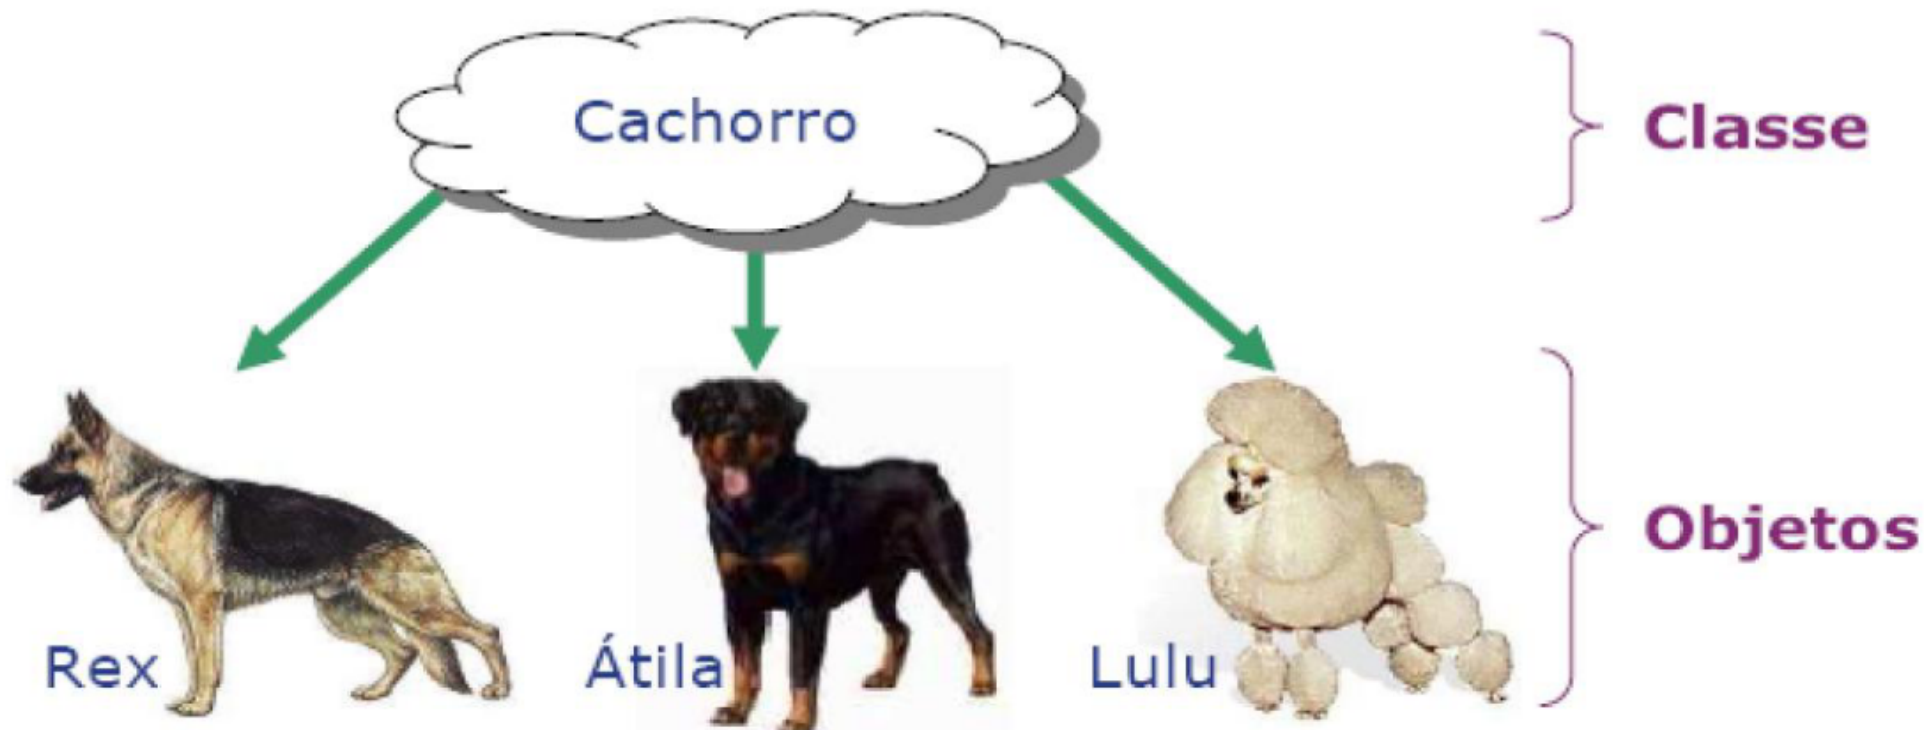 Cachorro
Classe
Objetos
Rex
Átila
Lulu